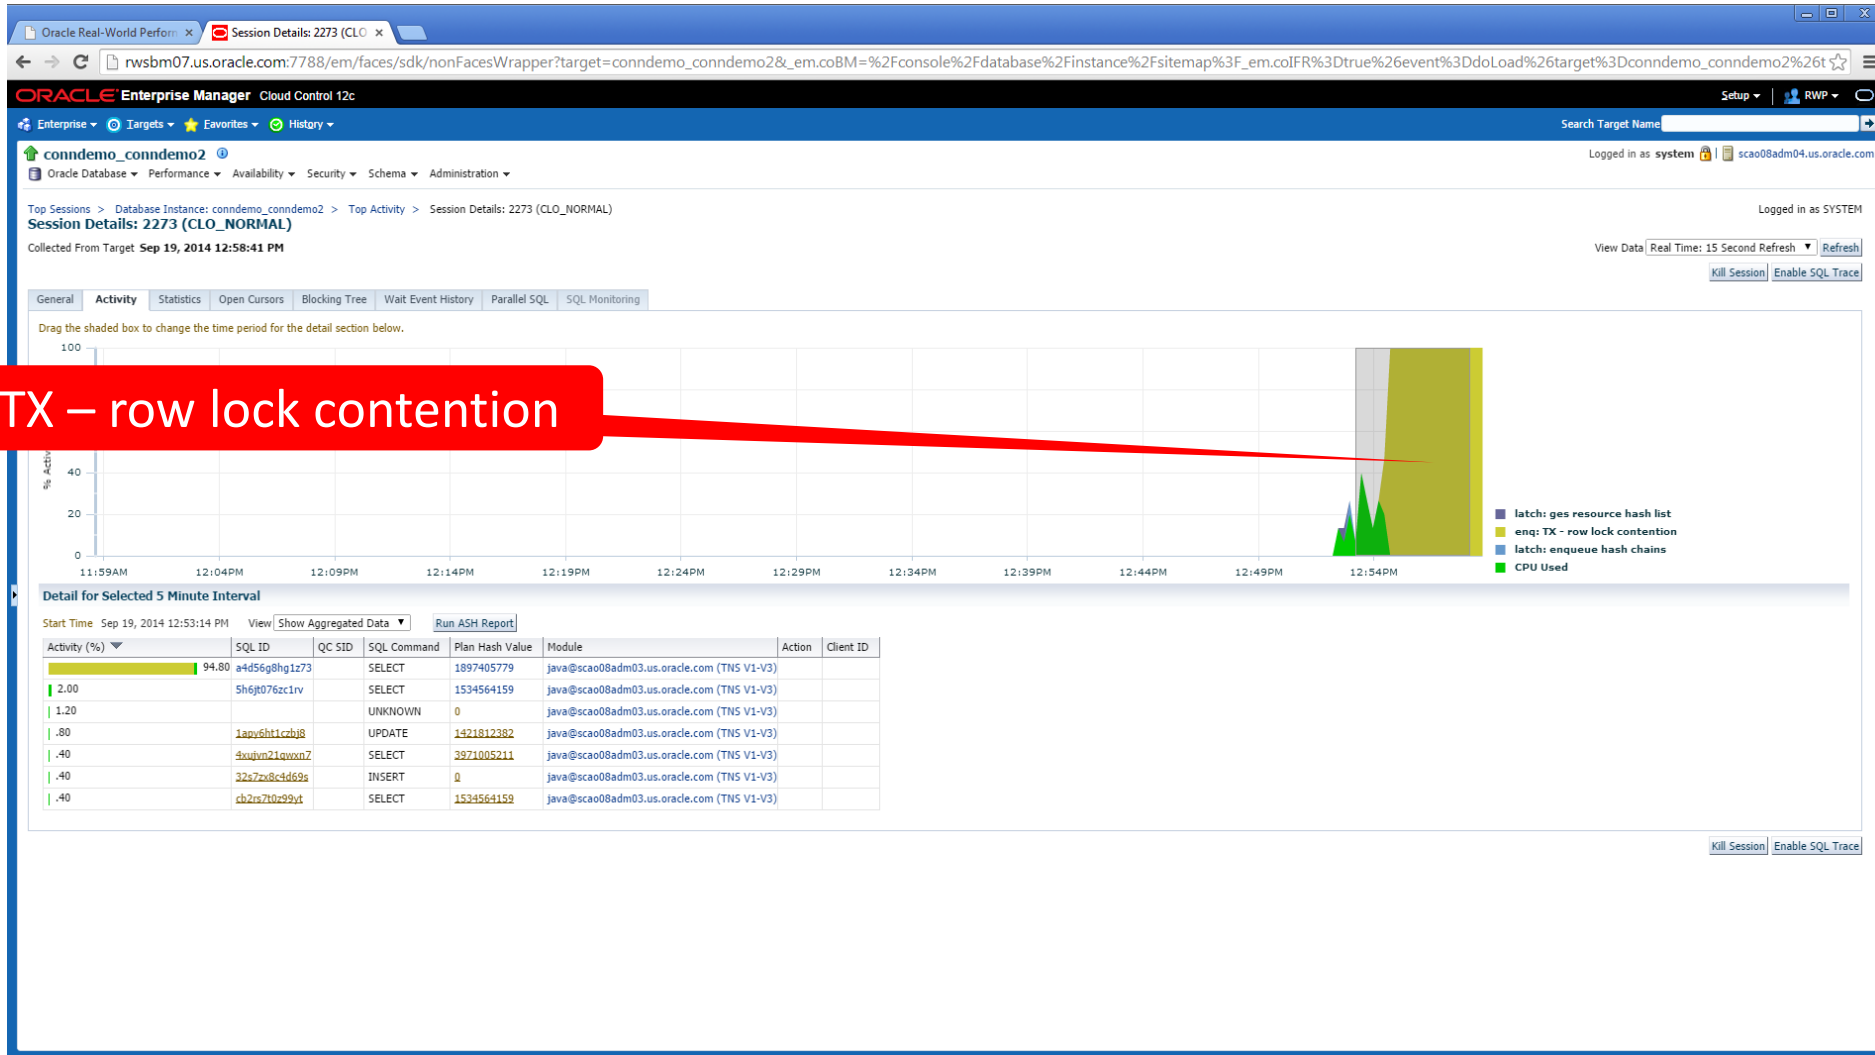 Oracle Real-World Perform × Session Details: 2273 (CLO ×
rwsbm07.us.oracle.com:7788/em/faces/sdk/nonFacesWrapper?target=conndemo_conndemo2&_em.coBM=%2Fconsole%2Fdatabase%2Finstance%2Fsitemap%3F_em.coIFR%3Dtrue%26event%3DdoLoad%26target%3Dconndemo_conndemo2%26t
ORACLE Enterprise Manager Cloud Control 12c Setup RWP
Enterprise Targets Favorites History Search Target Name
conndemo_conndemo2 Logged in as system scao08adm04.us.oracle.com
Oracle Database Performance Availability Security Schema Administration
Top Sessions > Database Instance: conndemo_conndemo2 > Top Activity > Session Details: 2273 (CLO_NORMAL) Logged in as SYSTEM
Session Details: 2273 (CLO_NORMAL)
Collected From Target Sep 19, 2014 12:58:41 PM View Data Real Time: 15 Second Refresh Refresh
Kill Session Enable SQL Trace
General Activity Statistics Open Cursors Blocking Tree Wait Event History Parallel SQL SQL Monitoring
Drag the shaded box to change the time period for the detail section below.
100
TX – row lock contention
% Activ
40
20
0
latch: ges resource hash list
enq: TX - row lock contention
latch: enqueue hash chains
CPU Used
11:59AM 12:04PM 12:09PM 12:14PM 12:19PM 12:24PM 12:29PM 12:34PM 12:39PM 12:44PM 12:49PM 12:54PM
Detail for Selected 5 Minute Interval
Start Time Sep 19, 2014 12:53:14 PM View Show Aggregated Data Run ASH Report
Activity (%) SQL ID QC SID SQL Command Plan Hash Value Module Action Client ID
94.80 a4d56g8hg1z73 SELECT 1897405779 java@scao08adm03.us.oracle.com (TNS V1-V3)
2.00 5h6jt076zc1rv SELECT 1534564159 java@scao08adm03.us.oracle.com (TNS V1-V3)
1.20 UNKNOWN 0 java@scao08adm03.us.oracle.com (TNS V1-V3)
.80 1apv6ht1czbj8 UPDATE 1421812382 java@scao08adm03.us.oracle.com (TNS V1-V3)
.40 4xujvn21qwxn7 SELECT 3971005211 java@scao08adm03.us.oracle.com (TNS V1-V3)
.40 32s7zx8c4d69s INSERT 0 java@scao08adm03.us.oracle.com (TNS V1-V3)
.40 cb2rs7t0z99yt SELECT 1534564159 java@scao08adm03.us.oracle.com (TNS V1-V3)
Kill Session Enable SQL Trace